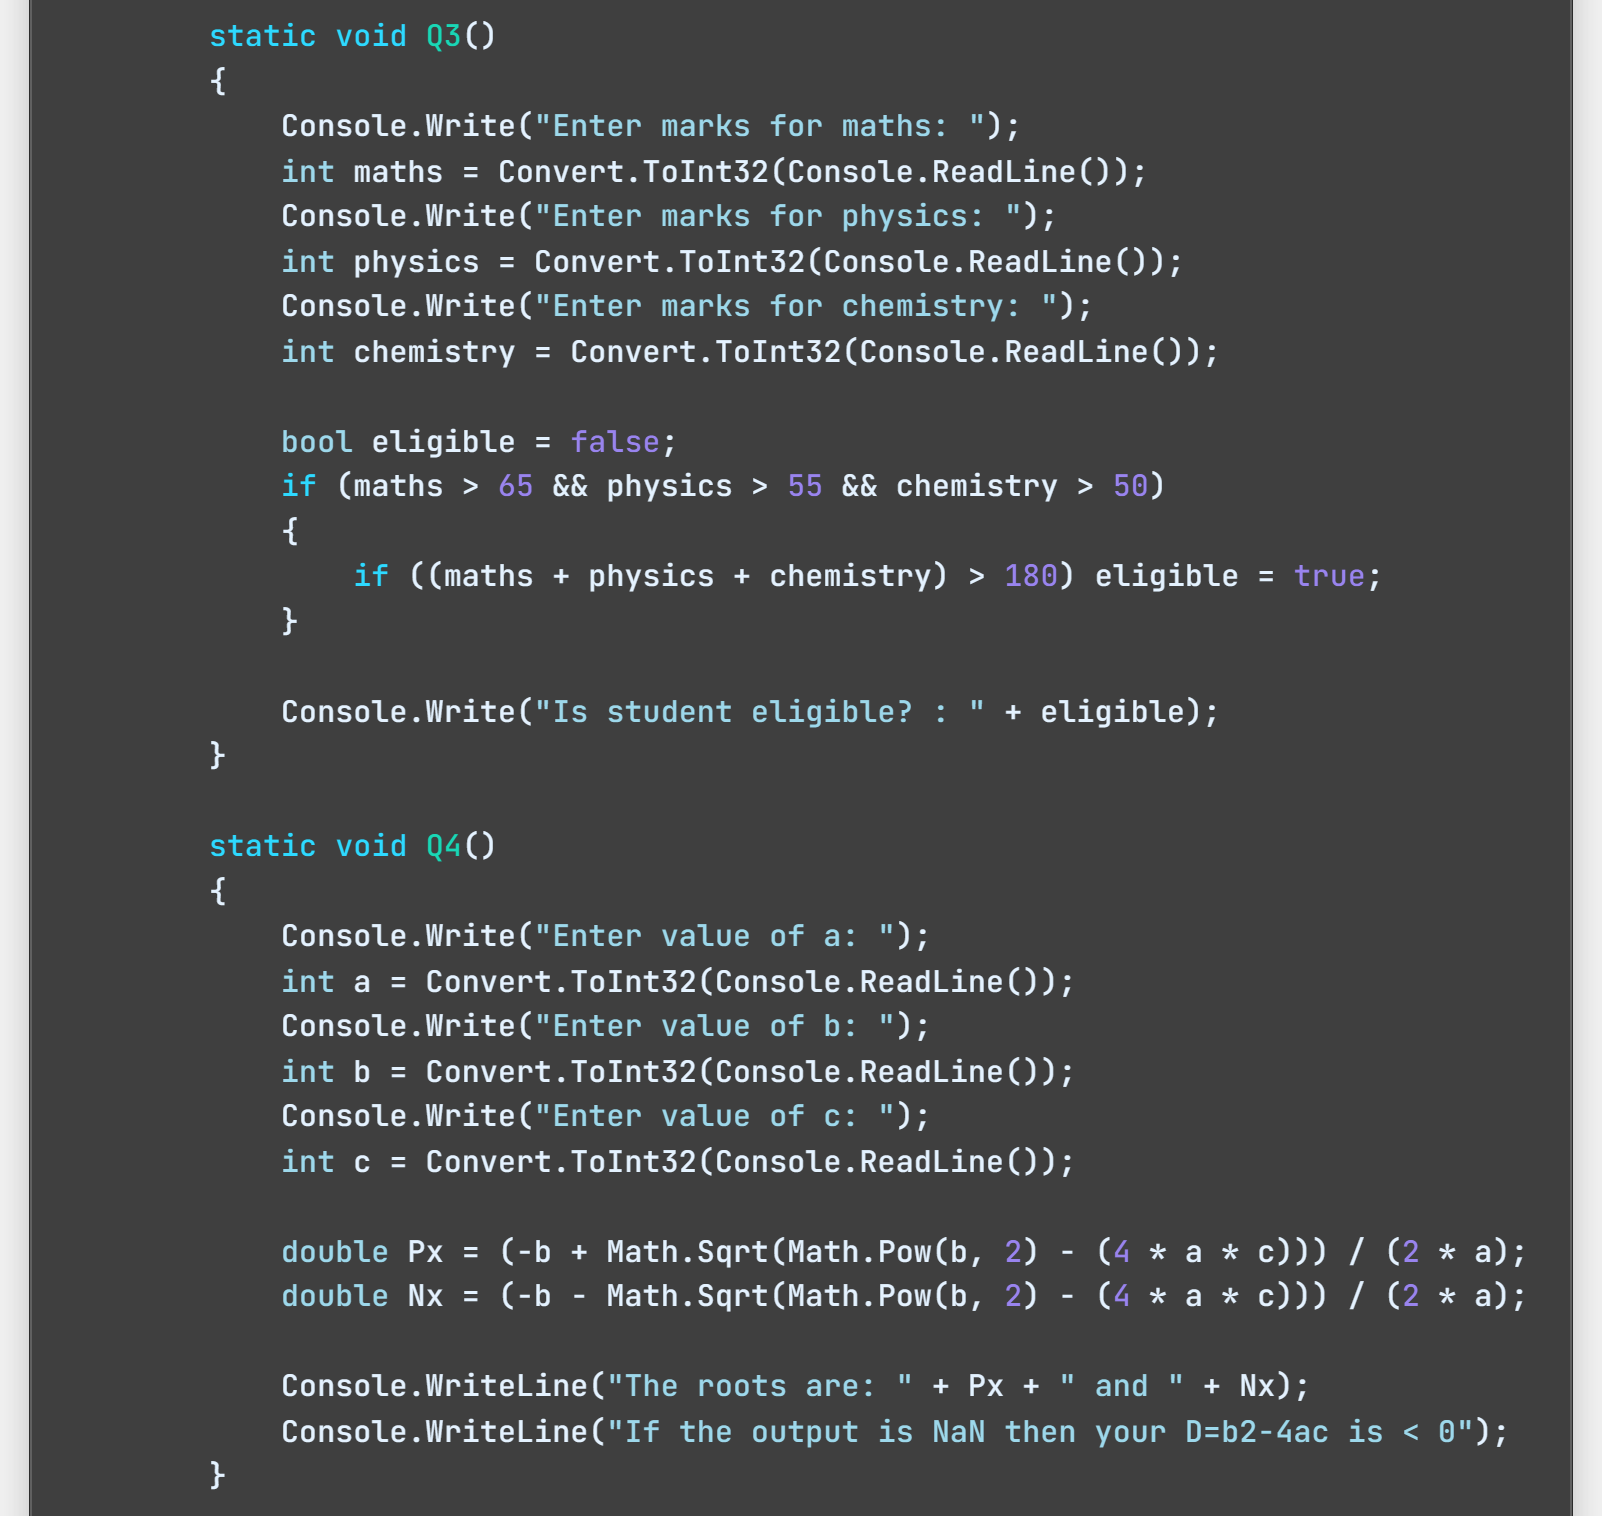 static void Q3()
{
Console.Write("Enter marks for maths: ");
int maths = Convert.ToInt32(Console.ReadLine());
Console.Write("Enter marks for physics: ");
int physics = Convert.ToInt32(Console.ReadLine());
Console.Write("Enter marks for chemistry: ");
int chemistry = Convert.ToInt32(Console.ReadLine());
bool eligible = false;
if (maths > 65 && physics > 55 && chemistry > 50)
{
if ((maths + physics + chemistry) > 180) eligible = true;
}
Console.Write("Is student eligible? : " + eligible);
}
static void Q4()
{
Console.Write("Enter value of a: ");
int a = Convert.ToInt32(Console.ReadLine());
Console.Write("Enter value of b: ");
int b = Convert.ToInt32(Console.ReadLine());
Console.Write("Enter value of c: ");
int c = Convert.ToInt32(Console.ReadLine());
double Px = (-b + Math.Sqrt(Math.Pow(b, 2) - (4 * a * c))) / (2 * a);
double Nx = (-b - Math.Sqrt(Math.Pow(b, 2) - (4 * a * c))) / (2 * a);
Console.WriteLine("The roots are: " + Px + " and " + Nx);
Console.WriteLine("If the output is NaN then your D=b2-4ac is < 0");
}